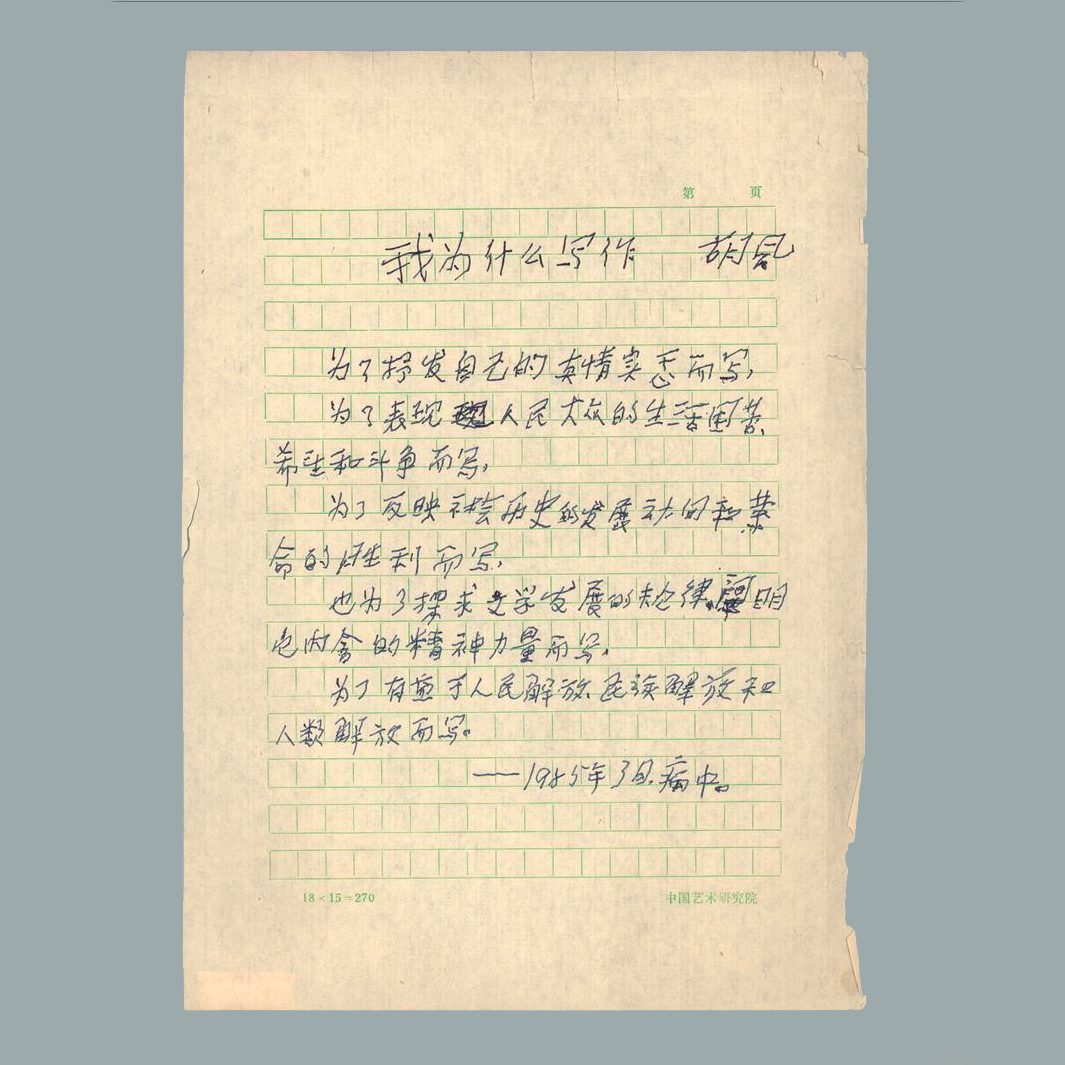 第 页
我为什么写作 胡风
为了抒发自己的真情实感而写，
为了表现人民大众的生活困苦、
希望和斗争而写，
为了反映社会历史的发展动向和革
命的胜利而写，
也为了探求文学发展的规律，阐明
它内含的精神力量而写，
为了有益于人民解放、民族解放和
人类解放而写。
——1985年3月，病中。
18×15=270 中国艺术研究院